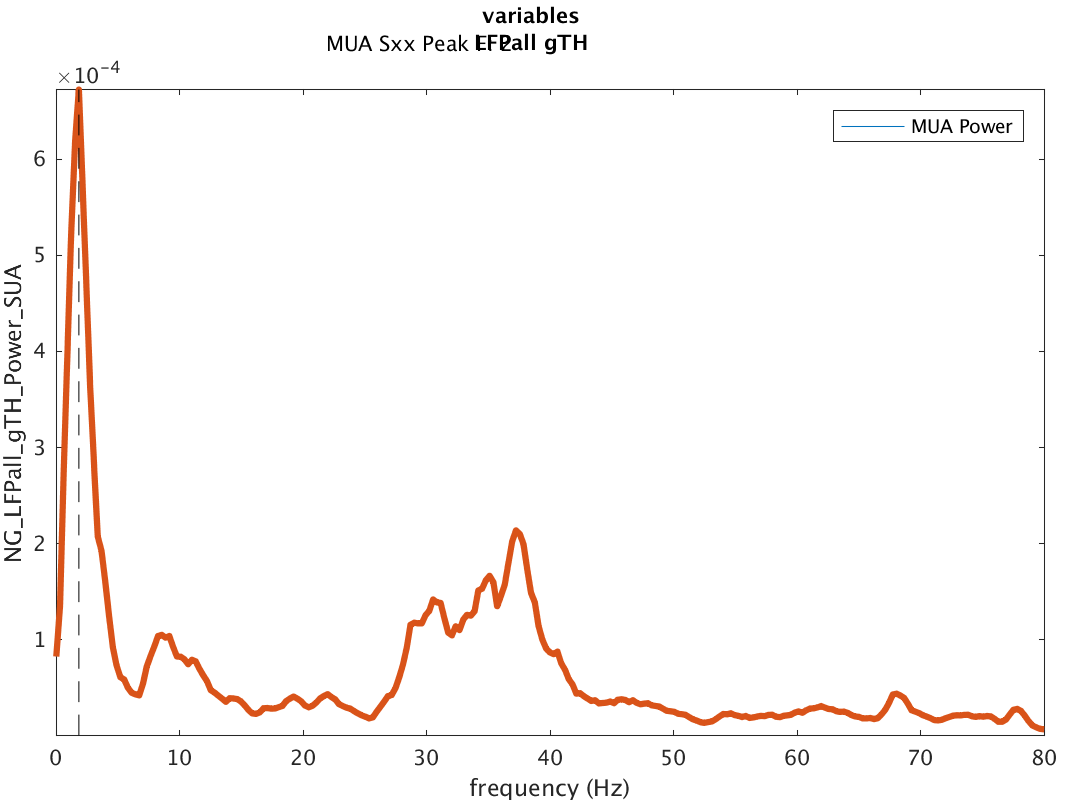 variables
MUA Sxx Peak F: 2
LFPall gTH
×10⁻⁴
MUA Power
6
5
4
3
2
1
NG_LFPall_gTH_Power_SUA
0 10 20 30 40 50 60 70 80
frequency (Hz)